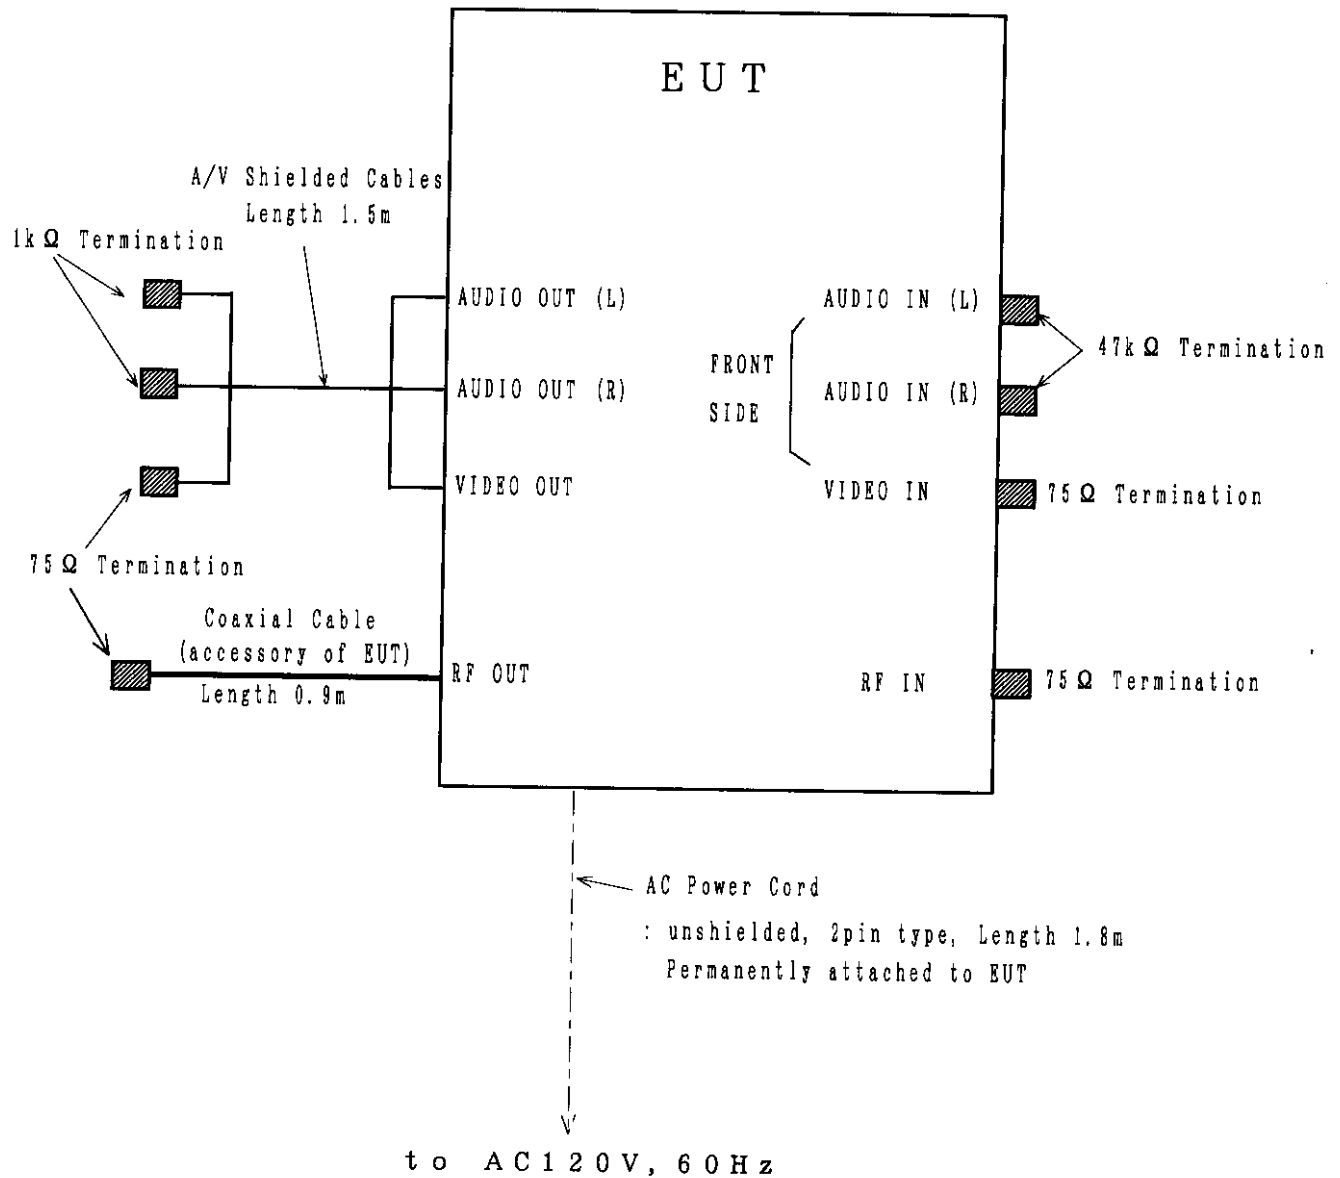 EUT
A/V Shielded Cables
Length 1.5m
1kΩ Termination
AUDIO OUT (L)
AUDIO IN (L)
47kΩ Termination
FRONT
SIDE
AUDIO OUT (R)
AUDIO IN (R)
VIDEO OUT
VIDEO IN
75Ω Termination
75Ω Termination
Coaxial Cable
(accessory of EUT)
Length 0.9m
RF OUT
RF IN
75Ω Termination
AC Power Cord
: unshielded, 2pin type, Length 1.8m
Permanently attached to EUT
to AC120V, 60Hz